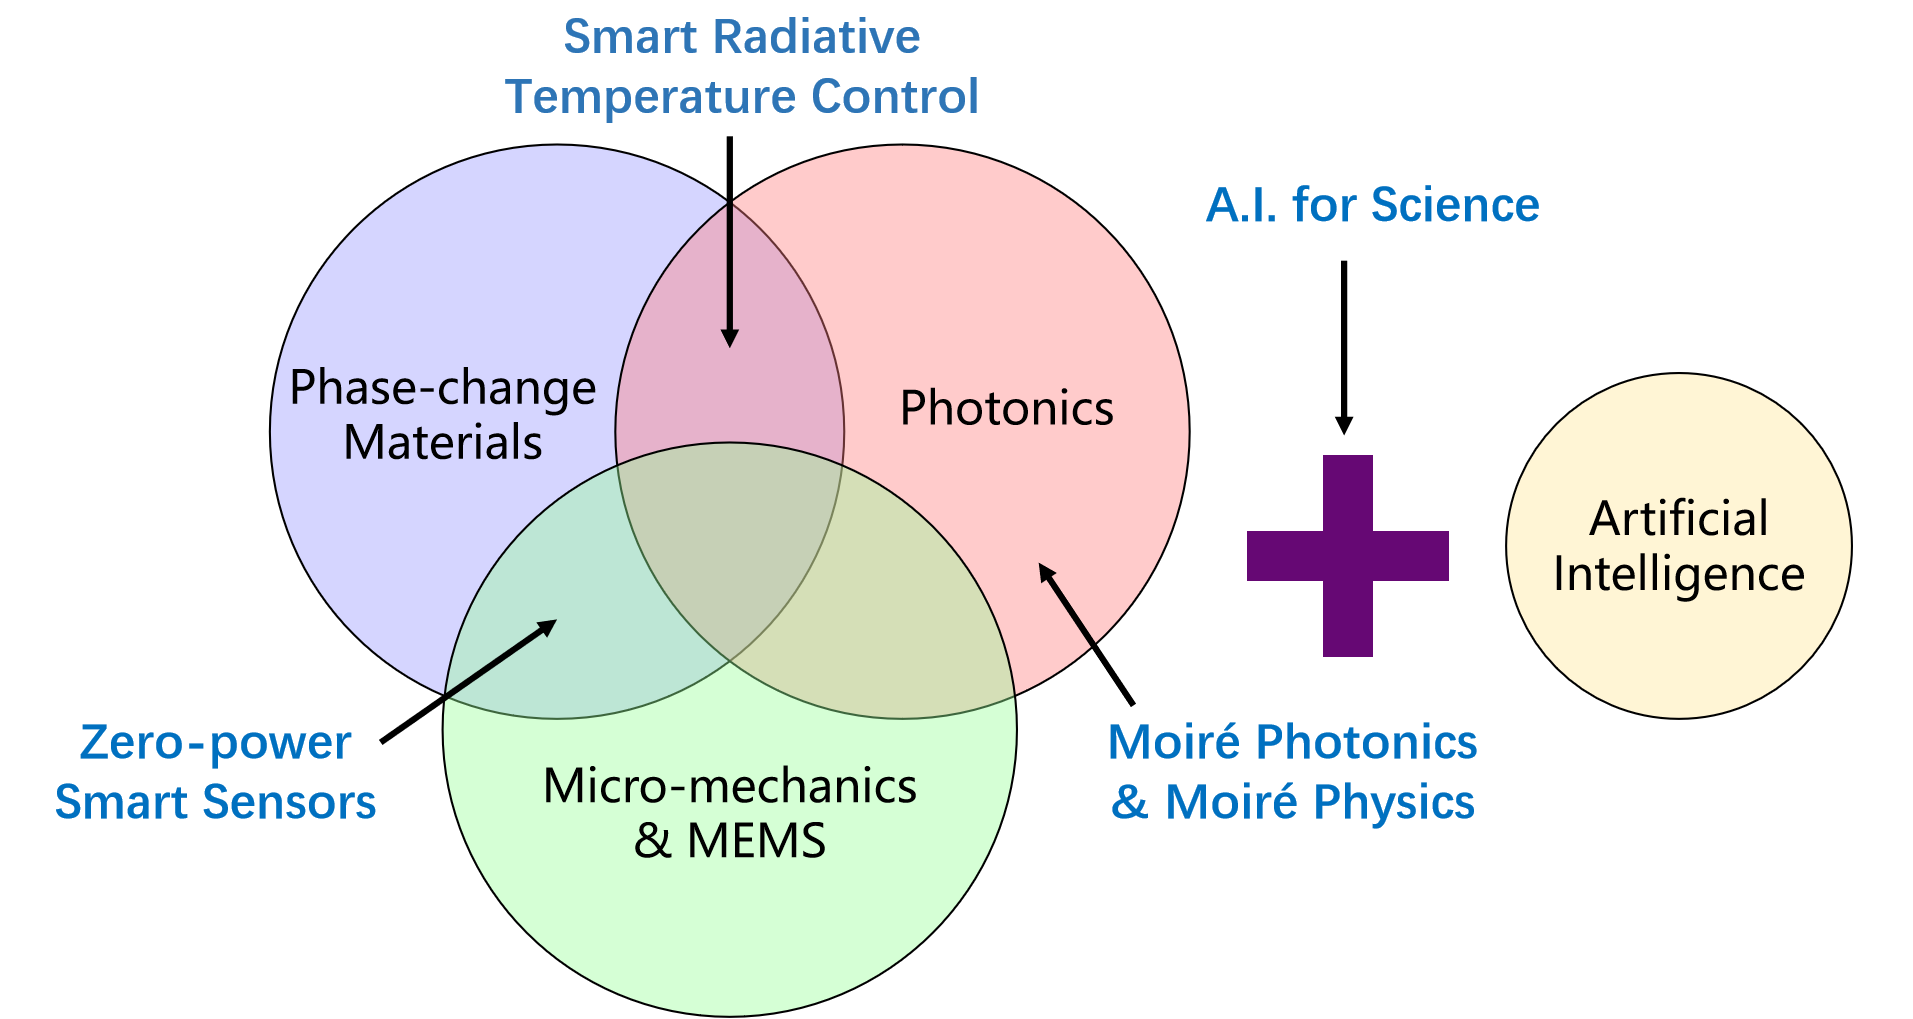 Smart Radiative
Temperature Control
A.I. for Science
Phase-change
Materials
Photonics
Artificial
Intelligence
Zero-power
Smart Sensors
Micro-mechanics
& MEMS
Moiré Photonics
& Moiré Physics